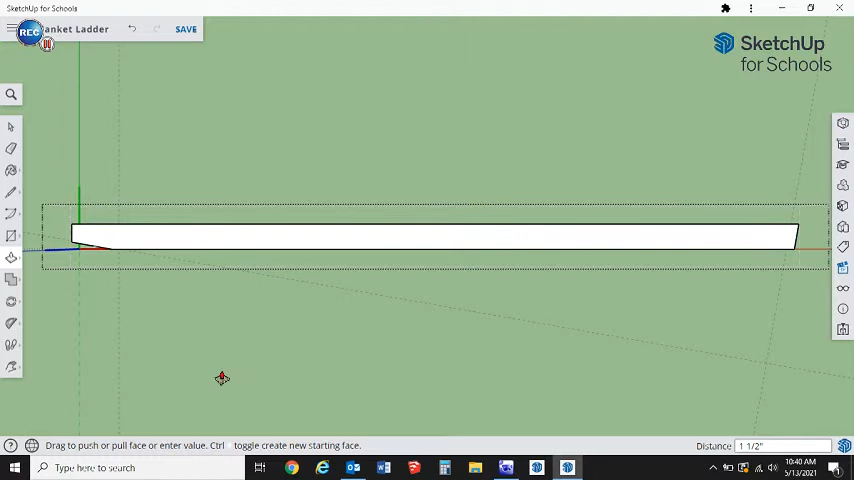 SketchUp for Schools
REC
anket Ladder
SAVE
SketchUp
for Schools
Drag to push or pull face or enter value. Ctrl = toggle create new starting face.
Distance 1 1/2"
Type here to search
10:40 AM
5/13/2021